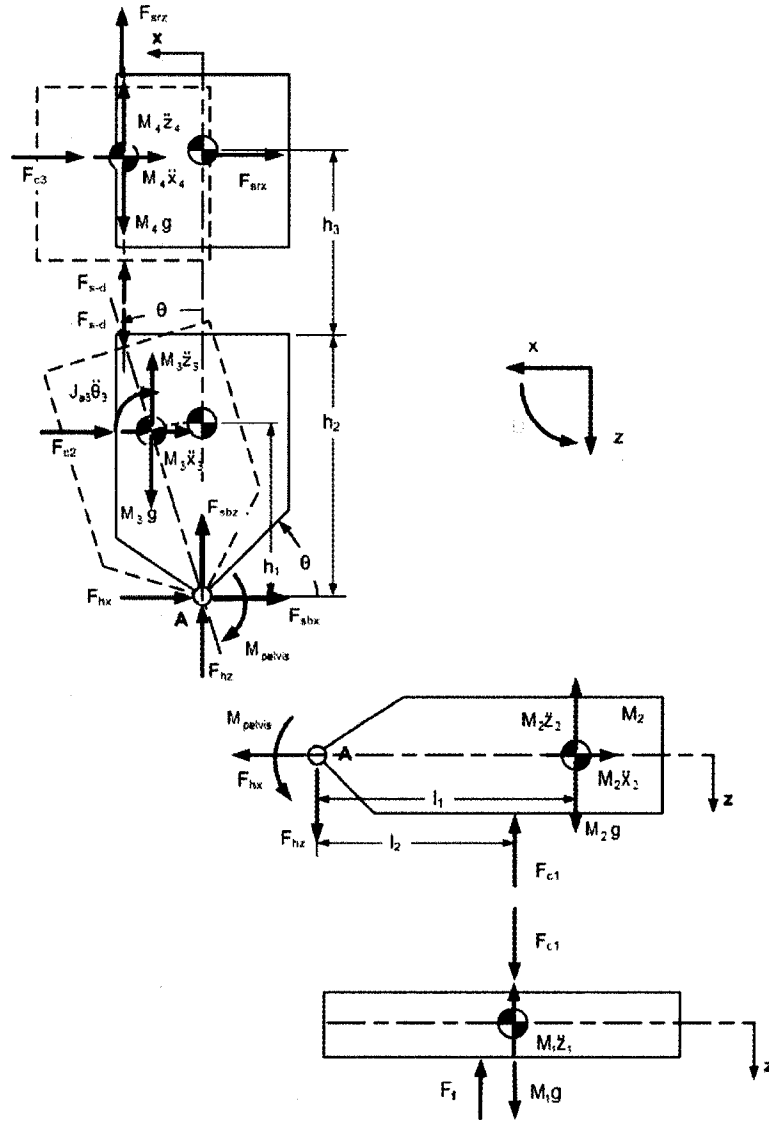 F_srz
x
M_4 z̈_4
F_c3
M_4 ẍ_4
F_srx
M_4 g
h_3
F_s-d
θ
F_s-d
M_3 z̈_3
x
J_a3 θ̈_3
h_2
F_c2
M_3 ẍ_3
z
M_3 g
F_sbz
h_1
θ
F_hx
A
F_sbx
M_pelvis
F_hz
M_pelvis
M_2 z̈_2
M_2
A
F_hx
M_2 ẍ_2
z
l_1
F_hz
l_2
M_2 g
F_c1
F_c1
M_1 z̈_1
z
F_f
M_1 g